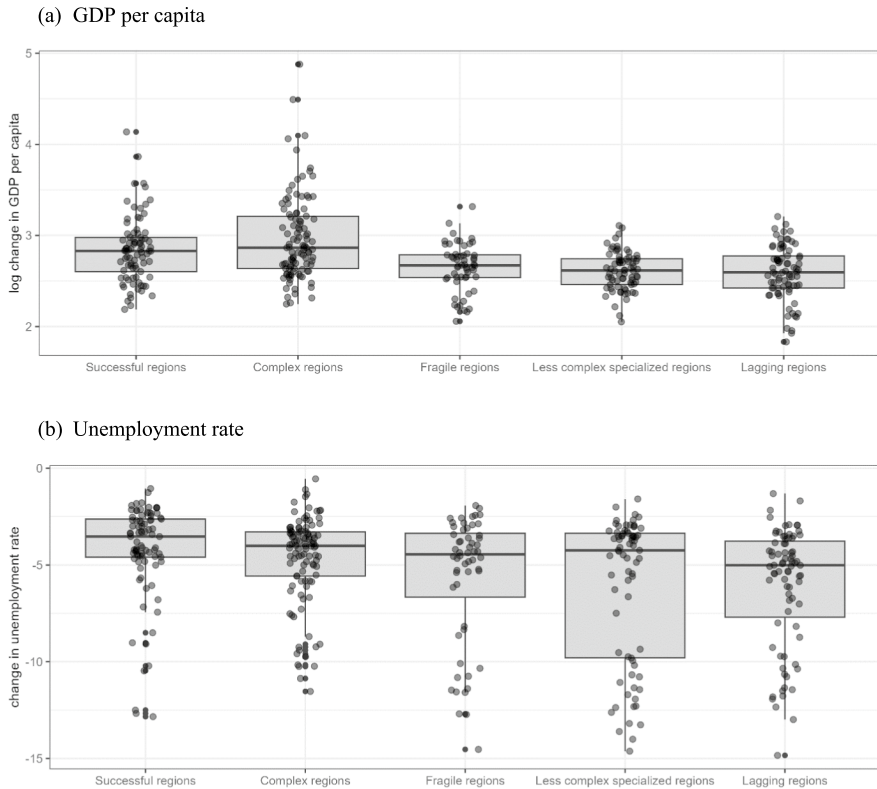 (a) GDP per capita
5
4
3
2
log change in GDP per capita
Successful regions
Complex regions
Fragile regions
Less complex specialized regions
Lagging regions
(b) Unemployment rate
0
-5
-10
-15
change in unemployment rate
Successful regions
Complex regions
Fragile regions
Less complex specialized regions
Lagging regions